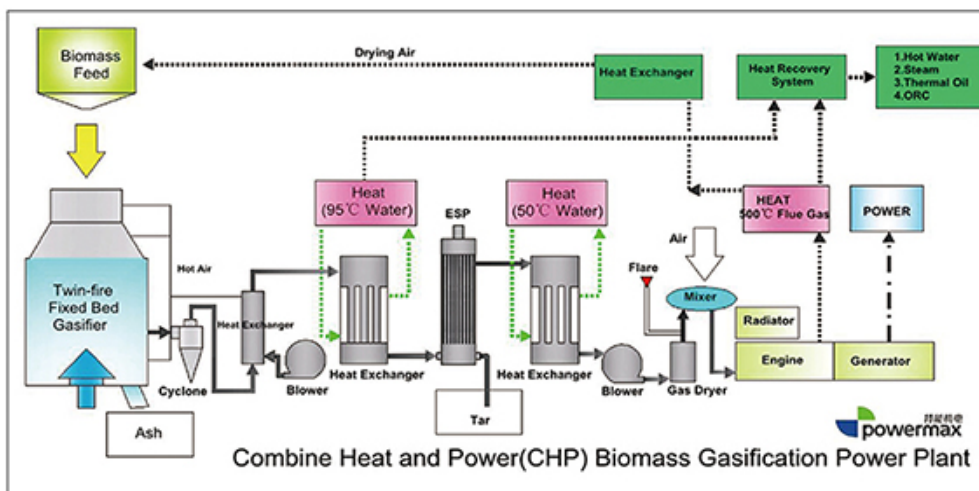 Biomass
Feed
Drying Air
Heat Exchanger
Heat Recovery
System
1.Hot Water
2.Steam
3.Thermal Oil
4.ORC
Heat
(95℃ Water)
ESP
Heat
(50℃ Water)
HEAT
500℃ Flue Gas
POWER
Air
Hot Air
Flare
Mixer
Twin-fire
Fixed Bed
Gasifier
Heat Exchanger
Radiator
Engine
Generator
Cyclone
Blower
Heat Exchanger
Heat Exchanger
Blower
Gas Dryer
Ash
Tar
powermax
Combine Heat and Power(CHP) Biomass Gasification Power Plant